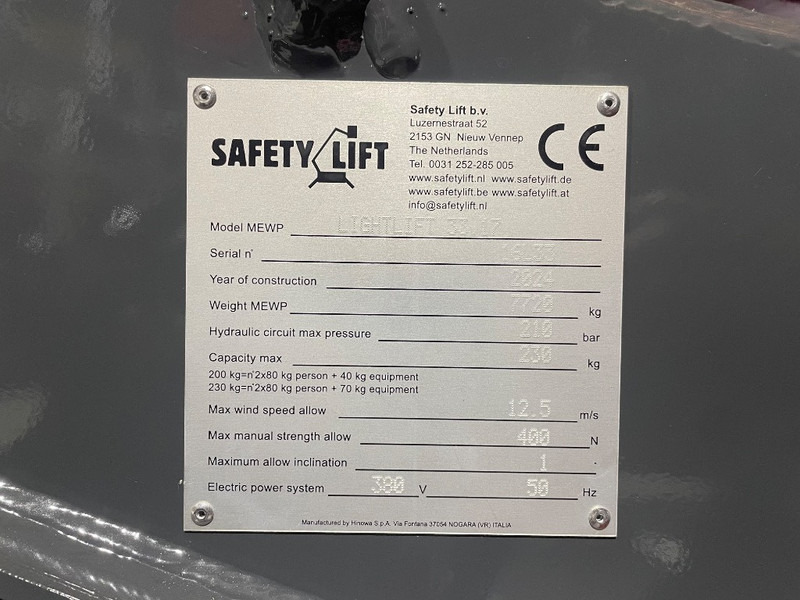 SAFETY LIFT
Safety Lift b.v.
Luzernestraat 52
2153 GN Nieuw Vennep
The Netherlands
Tel. 0031 252-285 005
www.safetylift.nl www.safetylift.de
www.safetylift.be www.safetylift.at
info@safetylift.nl
CE
Model MEWP LIGHTLIFT 33.17
Serial n°
Year of construction 2024
Weight MEWP 7720 kg
Hydraulic circuit max pressure 210 bar
Capacity max 230 kg
200 kg=n°2x80 kg person + 40 kg equipment
230 kg=n°2x80 kg person + 70 kg equipment
Max wind speed allow 12.5 m/s
Max manual strength allow 400 N
Maximum allow inclination 1 °
Electric power system 380 V 50 Hz
Manufactured by Hinowa S.p.A. Via Fontana 37054 NOGARA (VR) ITALIA